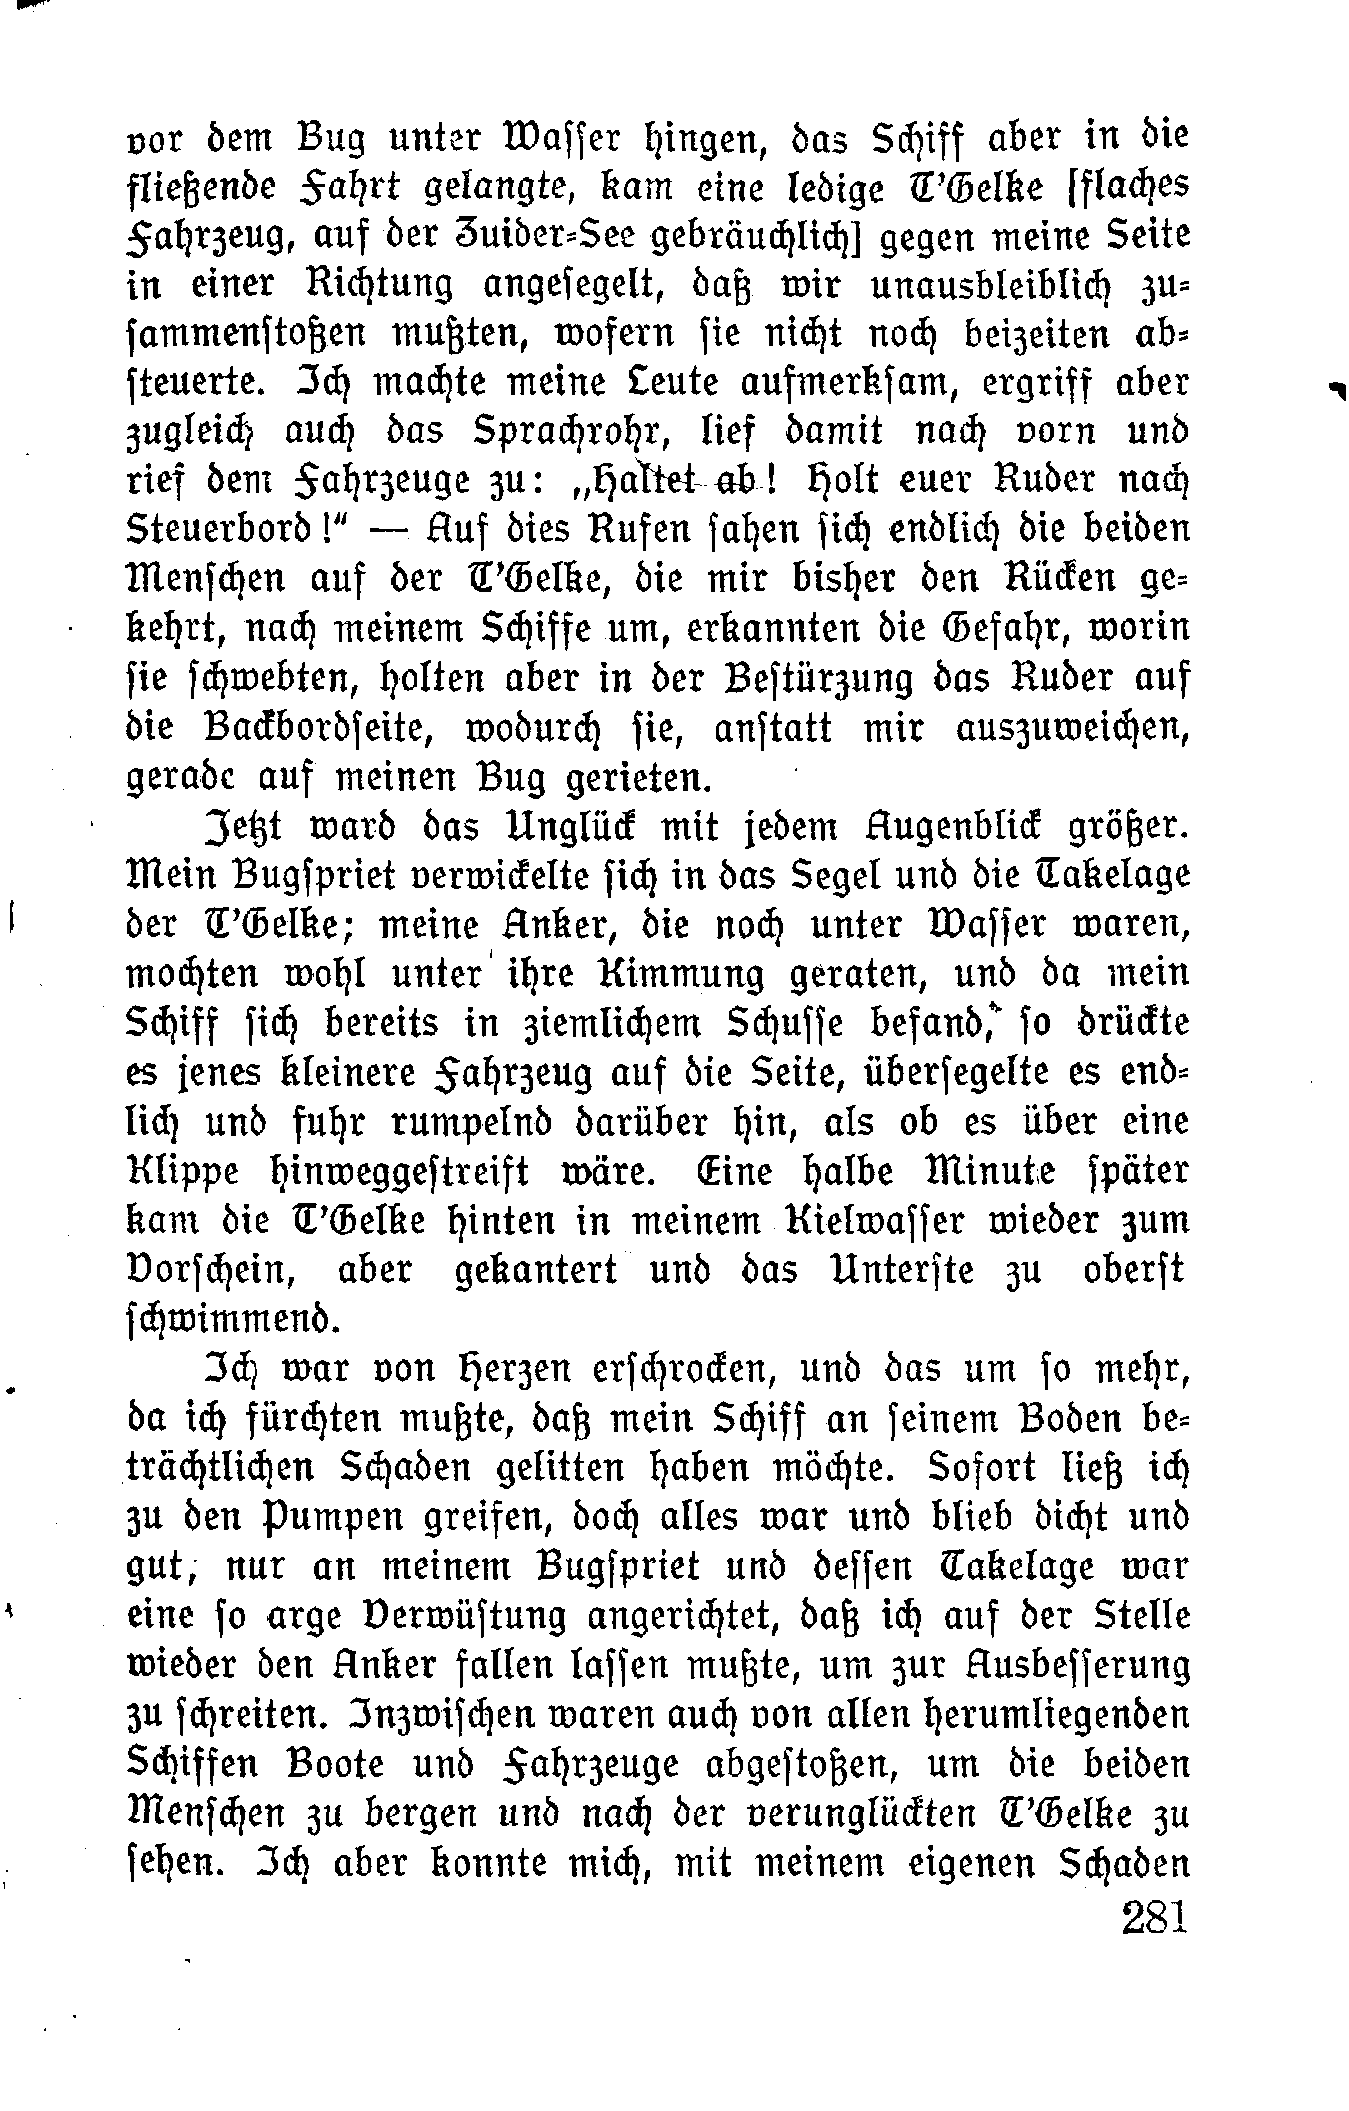 vor dem Bug unter Wasser hingen, das Schiff aber in die
fließende Fahrt gelangte, kam eine ledige T'Gelke [flaches
Fahrzeug, auf der Zuider-See gebräuchlich] gegen meine Seite
in einer Richtung angesegelt, daß wir unausbleiblich zu-
sammenstoßen mußten, wofern sie nicht noch beizeiten ab-
steuerte. Ich machte meine Leute aufmerksam, ergriff aber
zugleich auch das Sprachrohr, lief damit nach vorn und
rief dem Fahrzeuge zu: „Haltet ab! Holt euer Ruder nach
Steuerbord!" — Auf dies Rufen sahen sich endlich die beiden
Menschen auf der T'Gelke, die mir bisher den Rücken ge-
kehrt, nach meinem Schiffe um, erkannten die Gefahr, worin
sie schwebten, holten aber in der Bestürzung das Ruder auf
die Backbordseite, wodurch sie, anstatt mir auszuweichen,
gerade auf meinen Bug gerieten.
Jetzt ward das Unglück mit jedem Augenblick größer.
Mein Bugspriet verwickelte sich in das Segel und die Takelage
der T'Gelke; meine Anker, die noch unter Wasser waren,
mochten wohl unter ihre Kimmung geraten, und da mein
Schiff sich bereits in ziemlichem Schusse befand, so drückte
es jenes kleinere Fahrzeug auf die Seite, übersegelte es end-
lich und fuhr rumpelnd darüber hin, als ob es über eine
Klippe hinweggestreift wäre. Eine halbe Minute später
kam die T'Gelke hinten in meinem Kielwasser wieder zum
Vorschein, aber gekantert und das Unterste zu oberst
schwimmend.
Ich war von Herzen erschrocken, und das um so mehr,
da ich fürchten mußte, daß mein Schiff an seinem Boden be-
trächtlichen Schaden gelitten haben möchte. Sofort ließ ich
zu den Pumpen greifen, doch alles war und blieb dicht und
gut; nur an meinem Bugspriet und dessen Takelage war
eine so arge Verwüstung angerichtet, daß ich auf der Stelle
wieder den Anker fallen lassen mußte, um zur Ausbesserung
zu schreiten. Inzwischen waren auch von allen herumliegenden
Schiffen Boote und Fahrzeuge abgestoßen, um die beiden
Menschen zu bergen und nach der verunglückten T'Gelke zu
sehen. Ich aber konnte mich, mit meinem eigenen Schaden
281